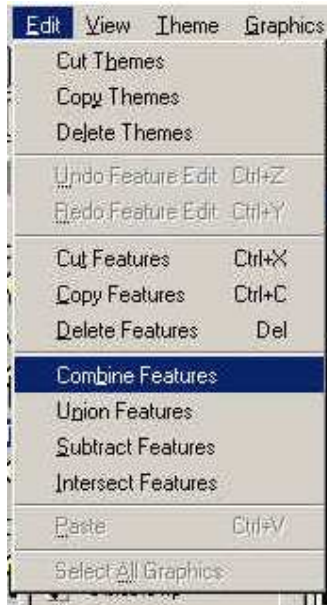 Edit View Theme Graphics
Cut Themes
Copy Themes
Delete Themes
Undo Feature Edit Ctrl+Z
Redo Feature Edit Ctrl+Y
Cut Features Ctrl+X
Copy Features Ctrl+C
Delete Features Del
Combine Features
Union Features
Subtract Features
Intersect Features
Paste Ctrl+V
Select All Graphics